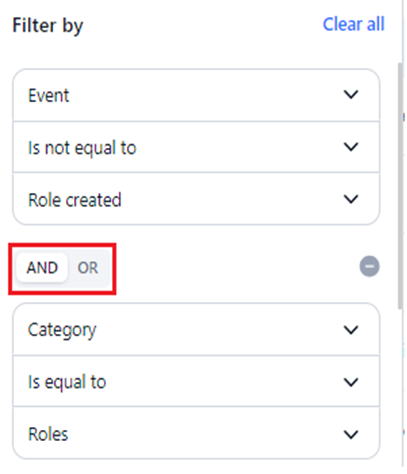 Filter by Clear all
Event
Is not equal to
Role created
AND OR
Category
Is equal to
Roles